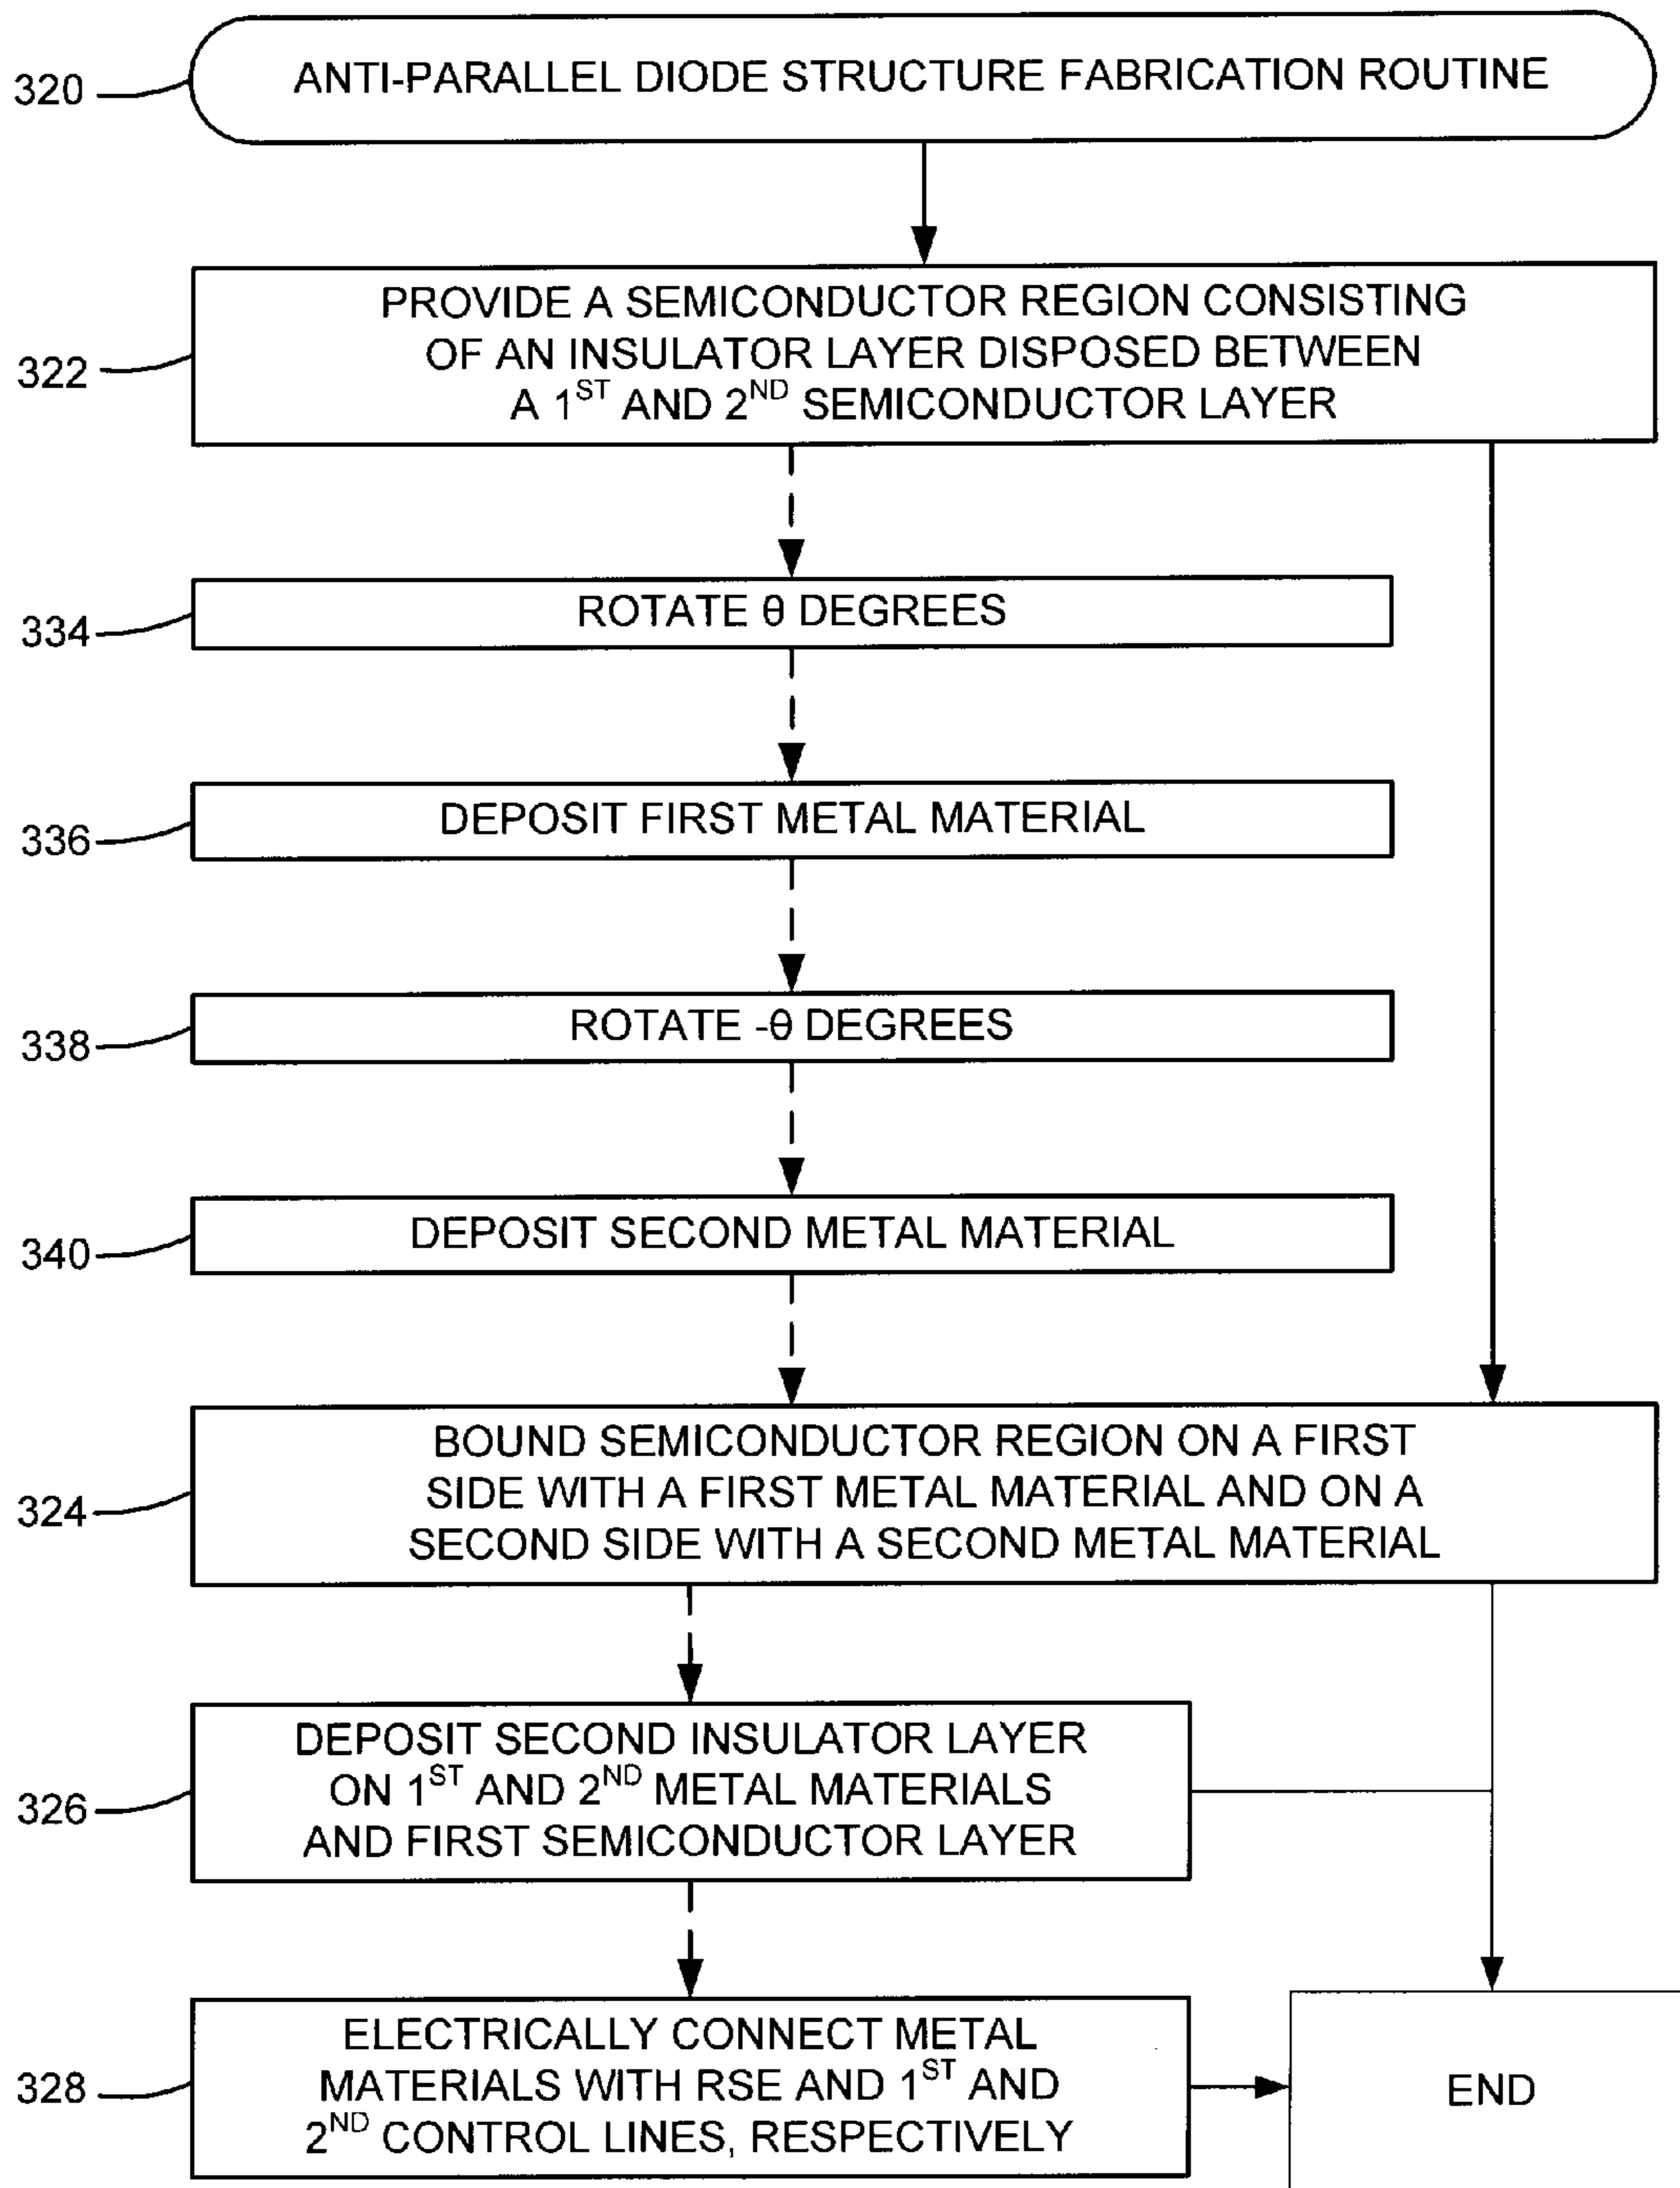 320
ANTI-PARALLEL DIODE STRUCTURE FABRICATION ROUTINE
322
PROVIDE A SEMICONDUCTOR REGION CONSISTING
OF AN INSULATOR LAYER DISPOSED BETWEEN
A 1ST AND 2ND SEMICONDUCTOR LAYER
334
ROTATE θ DEGREES
336
DEPOSIT FIRST METAL MATERIAL
338
ROTATE -θ DEGREES
340
DEPOSIT SECOND METAL MATERIAL
324
BOUND SEMICONDUCTOR REGION ON A FIRST
SIDE WITH A FIRST METAL MATERIAL AND ON A
SECOND SIDE WITH A SECOND METAL MATERIAL
326
DEPOSIT SECOND INSULATOR LAYER
ON 1ST AND 2ND METAL MATERIALS
AND FIRST SEMICONDUCTOR LAYER
328
ELECTRICALLY CONNECT METAL
MATERIALS WITH RSE AND 1ST AND
2ND CONTROL LINES, RESPECTIVELY
END